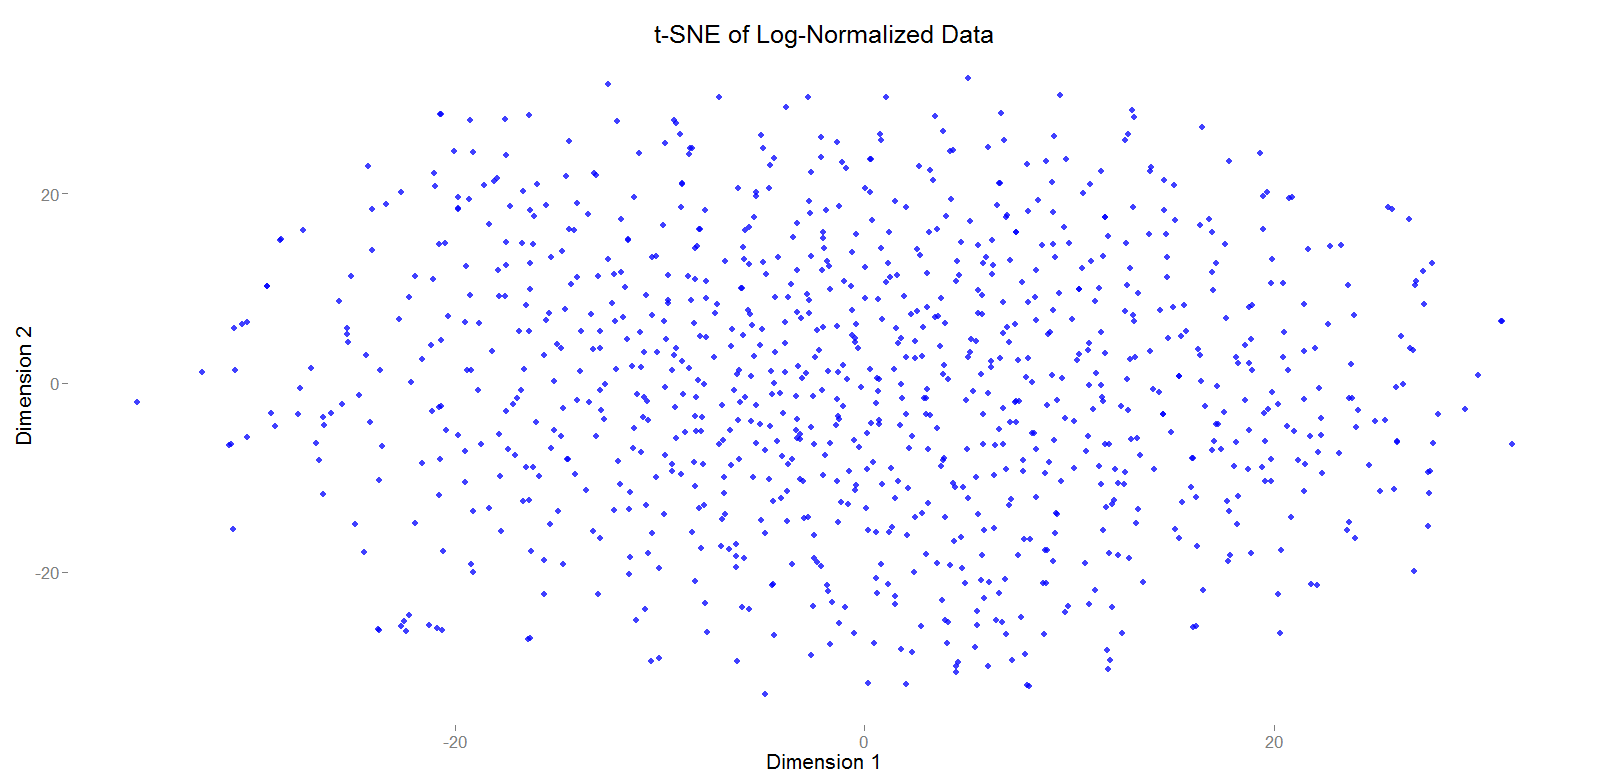 t-SNE of Log-Normalized Data
Dimension 2
20
0
-20
-20
0
20
Dimension 1